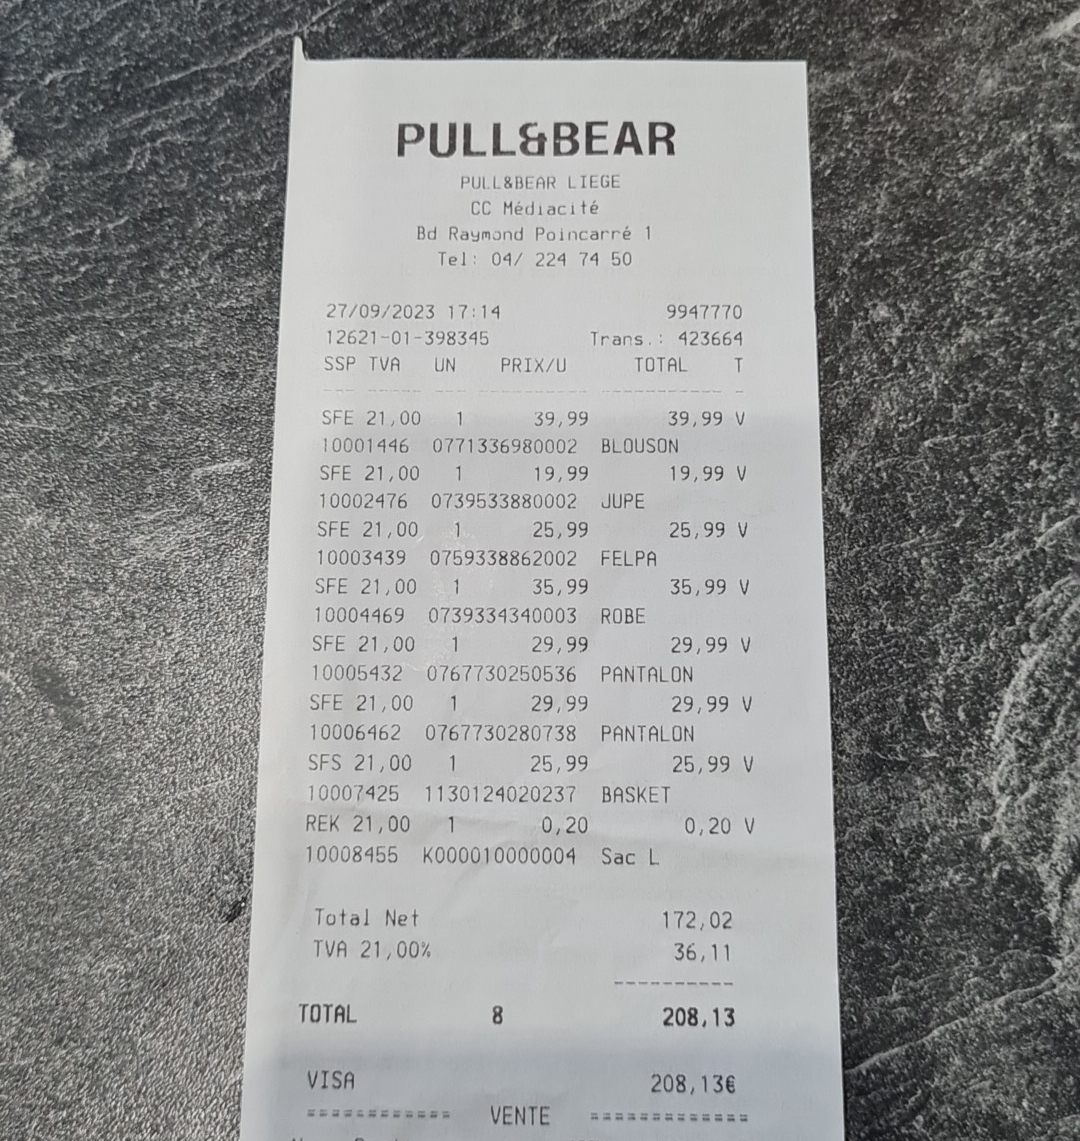 PULL&BEAR
PULL&BEAR LIEGE
CC Médiacité
Bd Raymond Poincarré 1
Tel: 04/ 224 74 50
27/09/2023 17:14 9947770
12621-01-398345 Trans.: 423664
SSP TVA UN PRIX/U TOTAL T
SFE 21,00 1 39,99 39,99 V
10001446 0771336980002 BLOUSON
SFE 21,00 1 19,99 19,99 V
10002476 0739533880002 JUPE
SFE 21,00 1 25,99 25,99 V
10003439 0759338862002 FELPA
SFE 21,00 1 35,99 35,99 V
10004469 0739334340003 ROBE
SFE 21,00 1 29,99 29,99 V
10005432 0767730250536 PANTALON
SFE 21,00 1 29,99 29,99 V
10006462 0767730280738 PANTALON
SFS 21,00 1 25,99 25,99 V
10007425 1130124020237 BASKET
REK 21,00 1 0,20 0,20 V
10008455 K000010000004 Sac L
Total Net 172,02
TVA 21,00% 36,11
----------
TOTAL 8 208,13
VISA 208,13€
============ VENTE =============